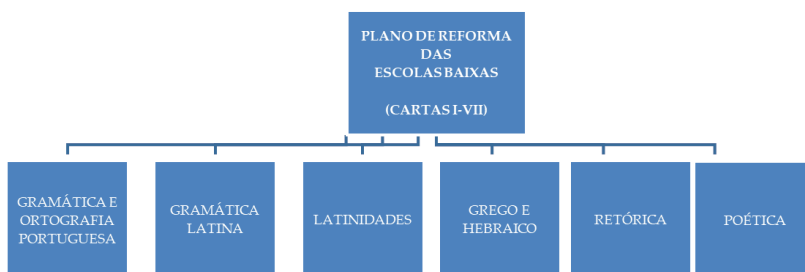 PLANO DE REFORMA
DAS
ESCOLAS BAIXAS
(CARTAS I-VII)
GRAMÁTICA E
ORTOGRAFIA
PORTUGUESA
GRAMÁTICA
LATINA
LATINIDADES
GREGO E
HEBRAICO
RETÓRICA
POÉTICA